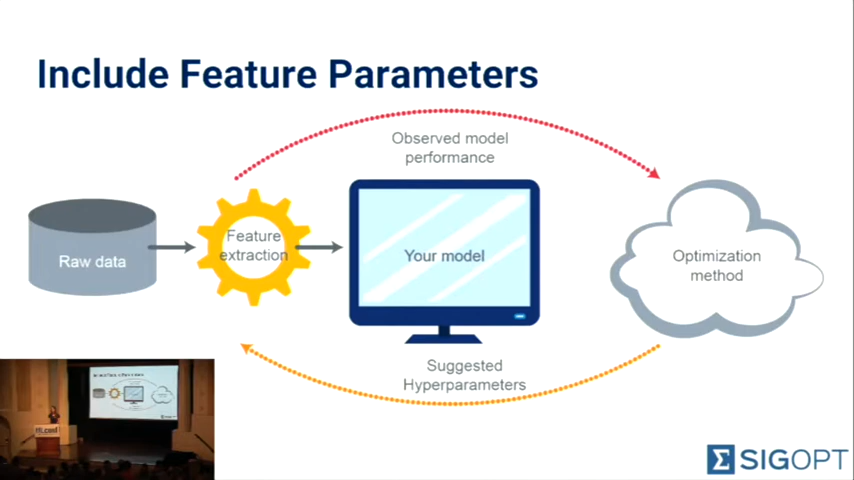 Include Feature Parameters
Observed model
performance
Raw data
Feature
extraction
Your model
Optimization
method
Suggested
Hyperparameters
SIGOPT